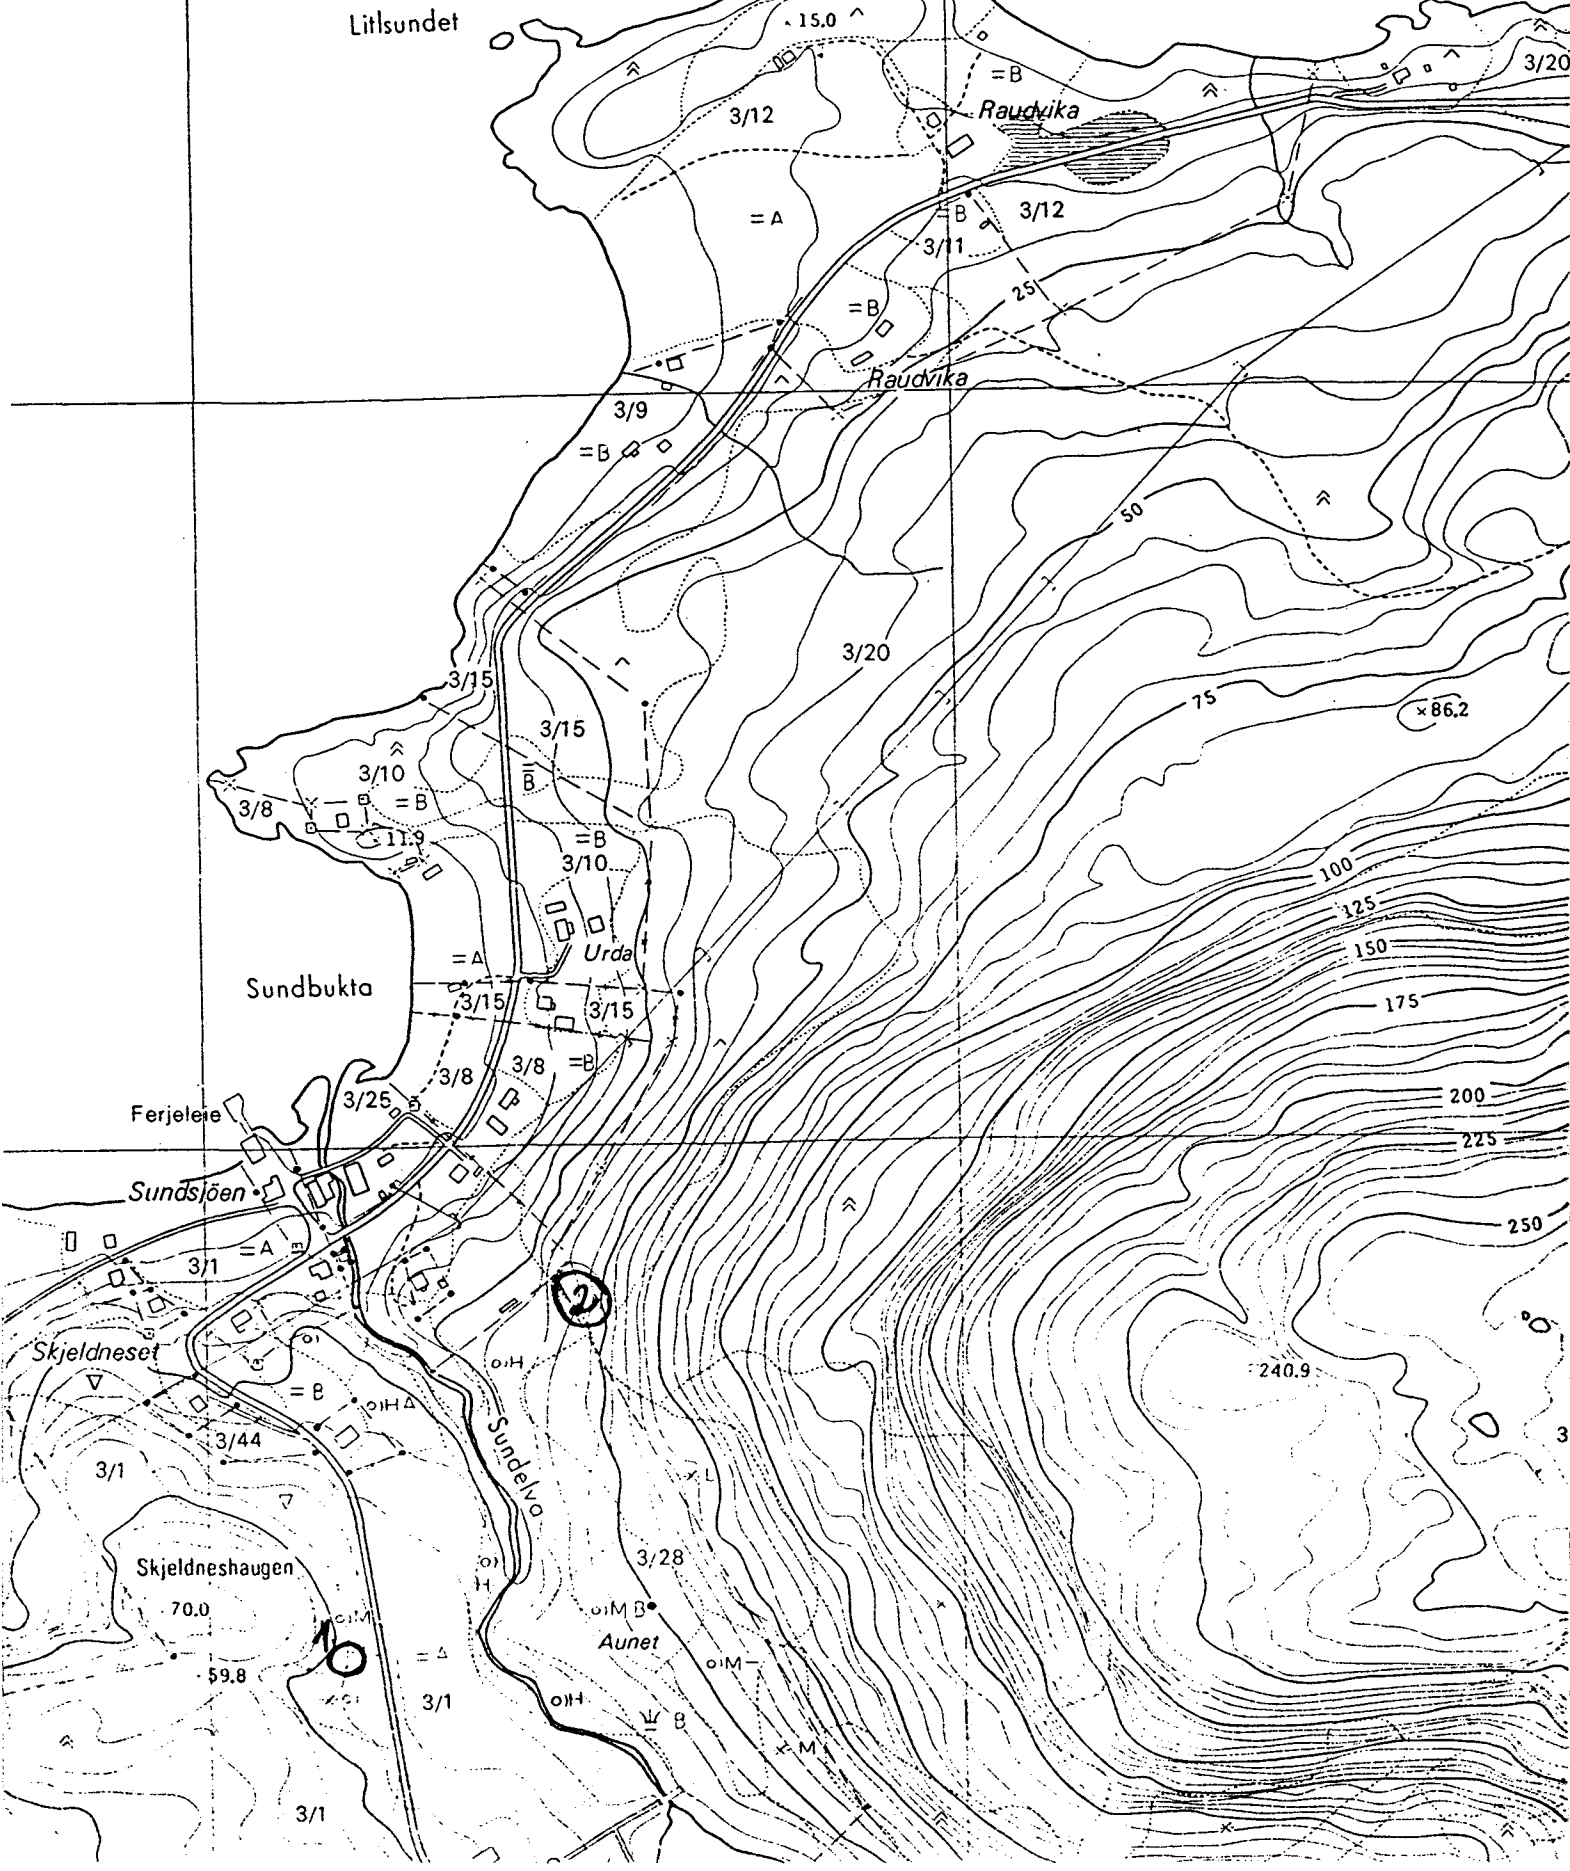 Litlsundet
15.0
3/20
= B
3/12
Raudvika
= A
= B
3/12
3/11
25
= B
Raudvika
3/9
= B
50
3/20
3/15
75
× 86.2
3/15
3/10
= B
= B
3/8
11.9
= B
3/10
100
125
150
= A
Urda
Sundbukta
3/15
3/15
175
3/8
3/8
= B
3/25
200
Ferjeleie
225
Sundsjöen
250
= A
3/1
2
Skjeldneset
H
240.9
= B
H A
3/44
3
3/1
L
Sundelva
3/28
Skjeldneshaugen
H
70.0
M
M B
1
Aunet
= A
M
59.8
3/1
H
B
M
3/1